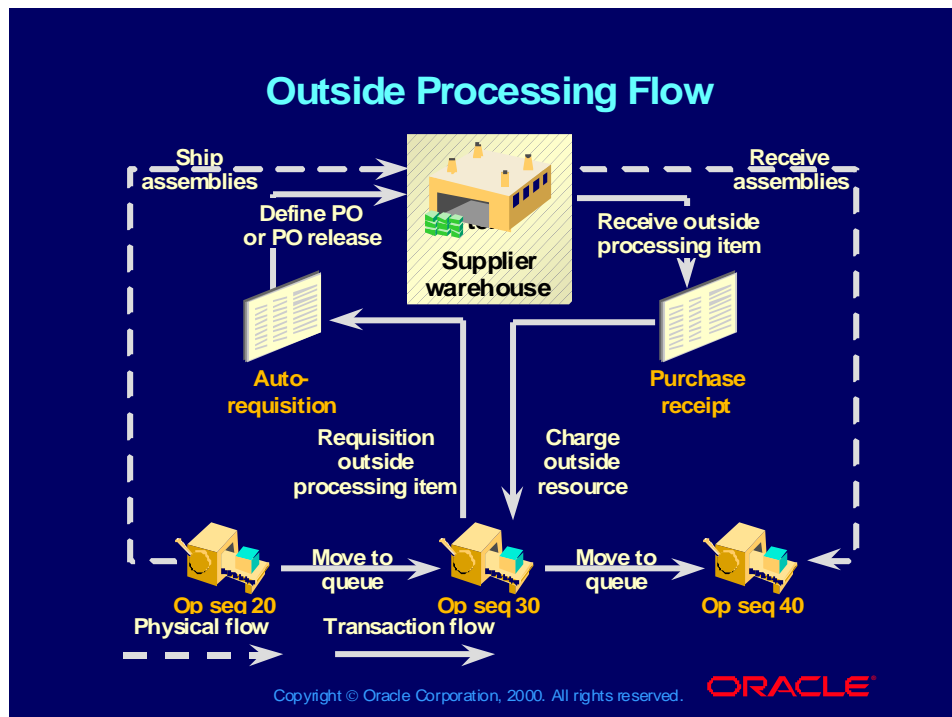 Outside Processing Flow
Ship
assemblies
Receive
assemblies
Define PO
or PO release
Receive outside
processing item
Supplier
warehouse
Auto-
requisition
Purchase
receipt
Requisition
outside
processing item
Charge
outside
resource
Move to
queue
Move to
queue
Op seq 20
Op seq 30
Op seq 40
Physical flow
Transaction flow
Copyright © Oracle Corporation, 2000. All rights reserved.
ORACLE®